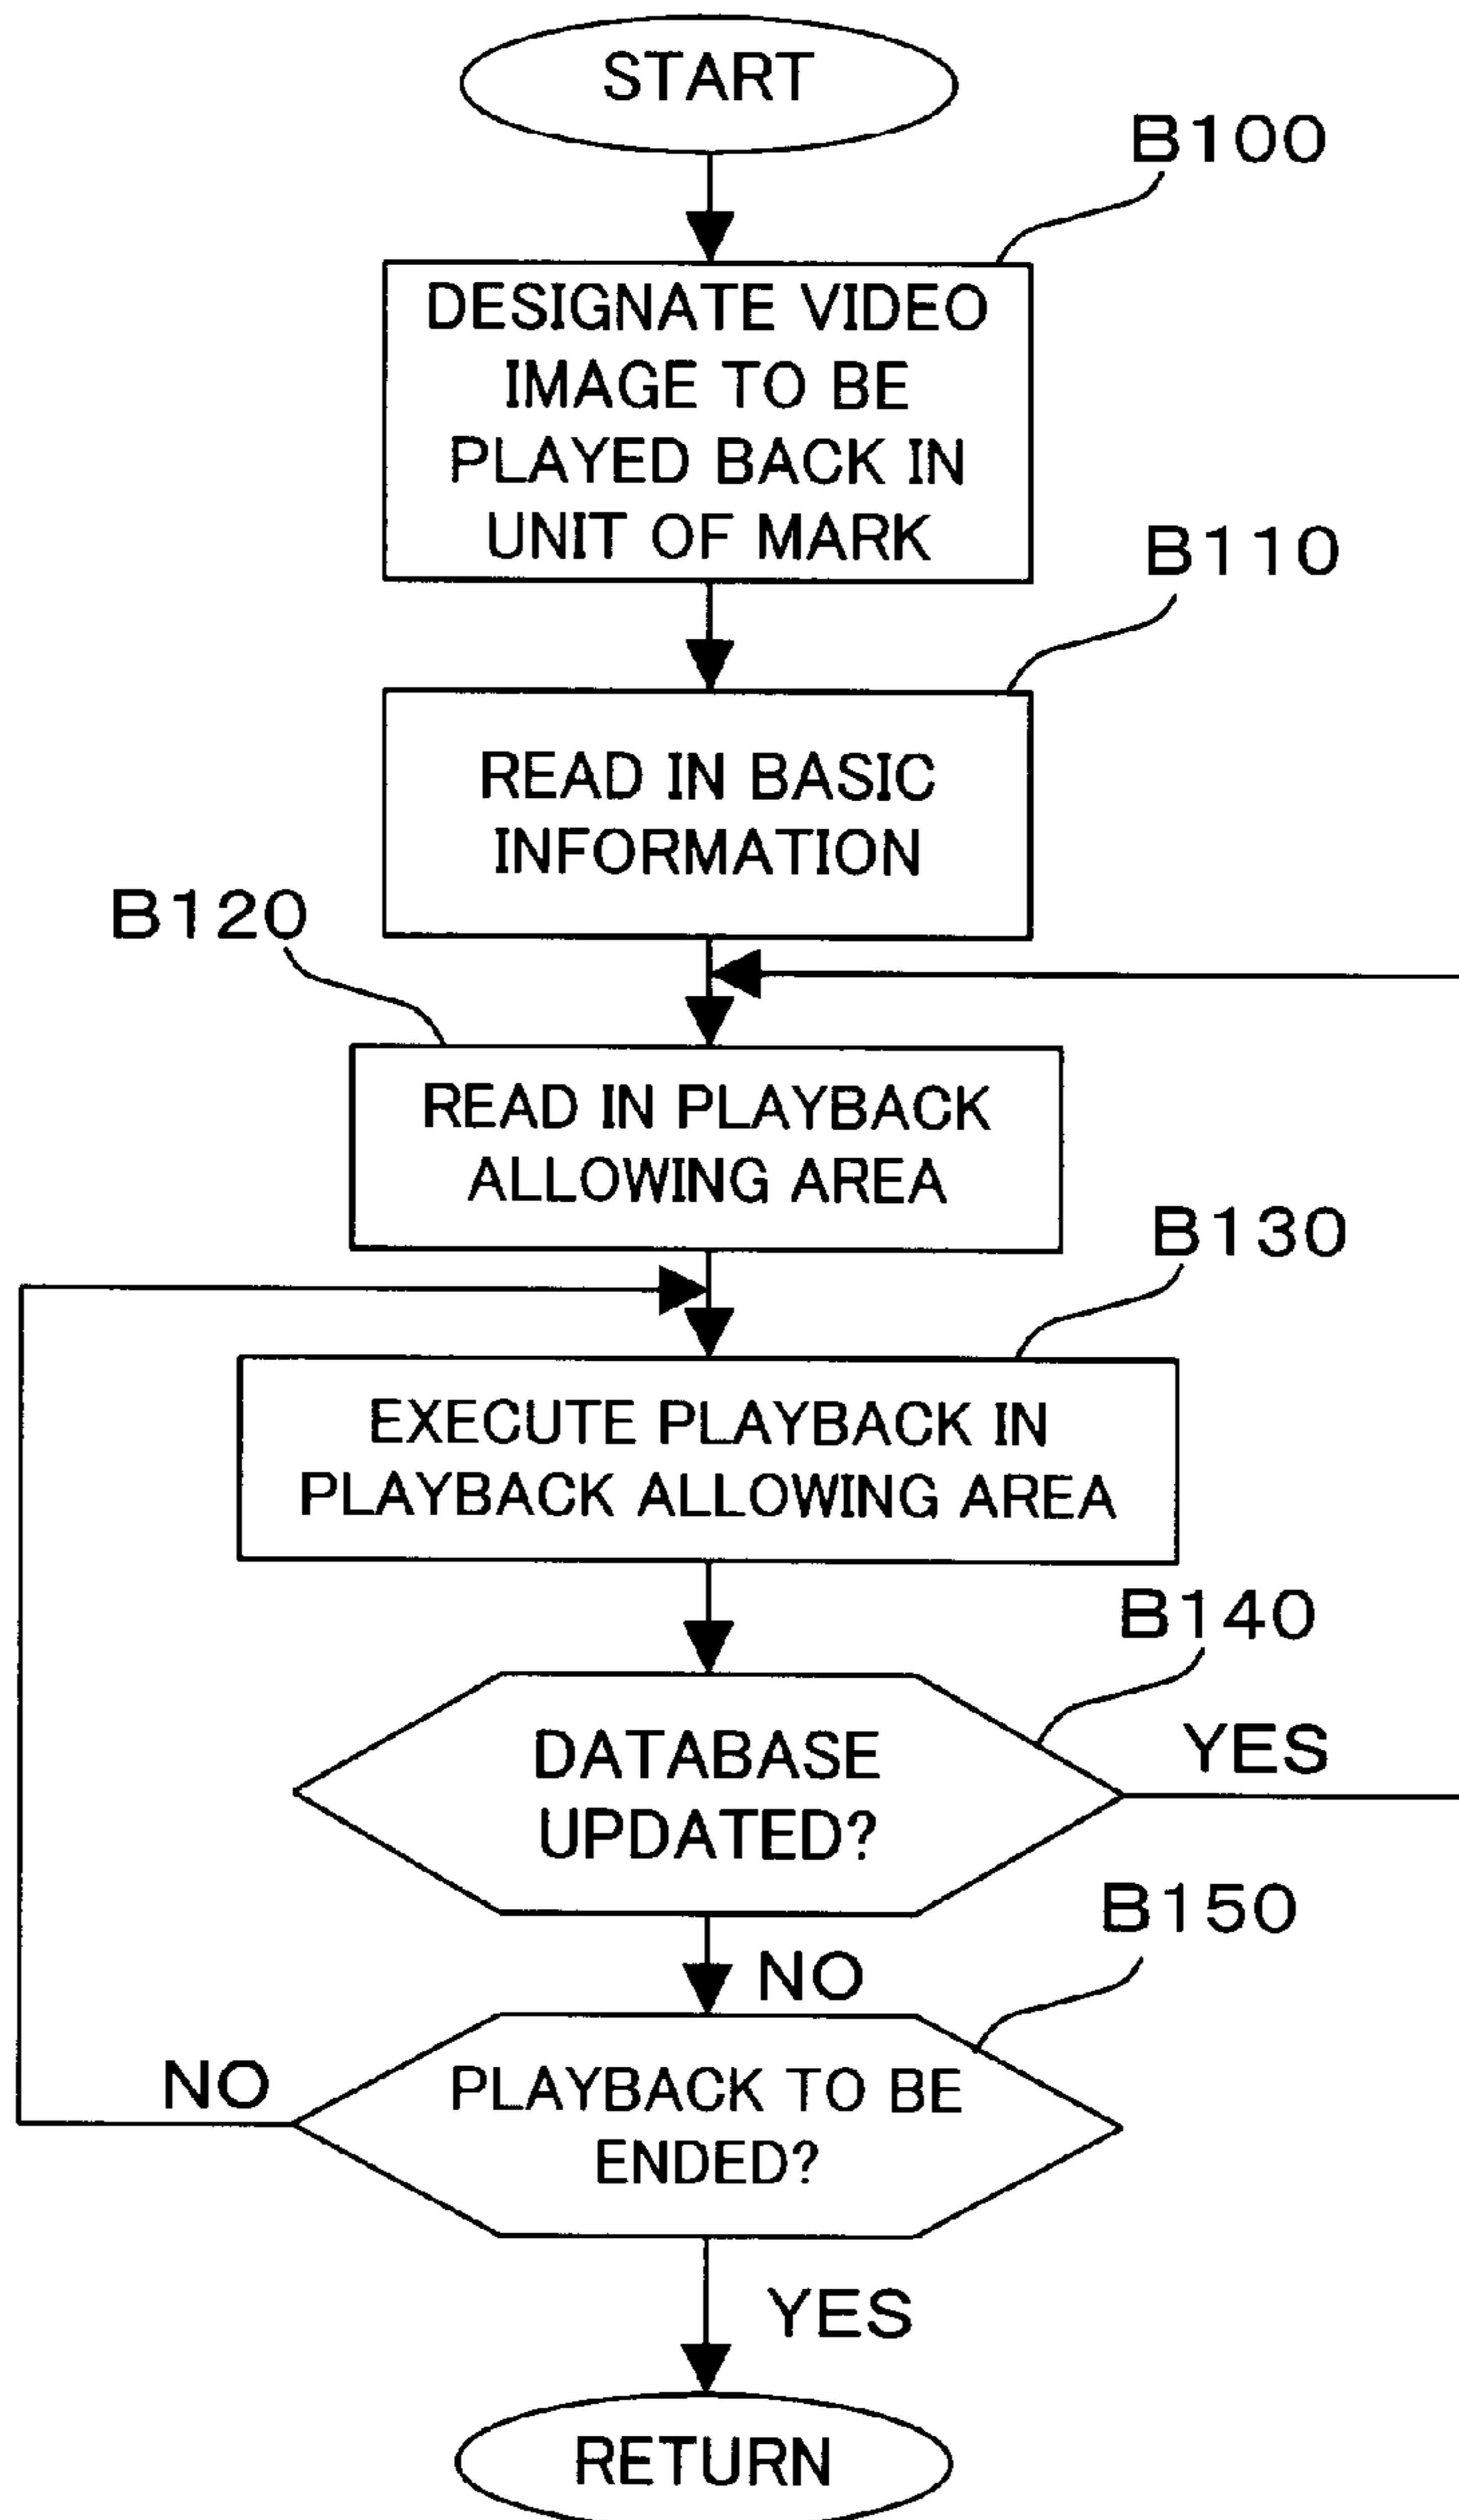 START
B100
DESIGNATE VIDEO
IMAGE TO BE
PLAYED BACK IN
UNIT OF MARK
B110
READ IN BASIC
INFORMATION
B120
READ IN PLAYBACK
ALLOWING AREA
B130
EXECUTE PLAYBACK IN
PLAYBACK ALLOWING AREA
B140
DATABASE
UPDATED?
YES
B150
NO
PLAYBACK TO BE
ENDED?
NO
YES
RETURN